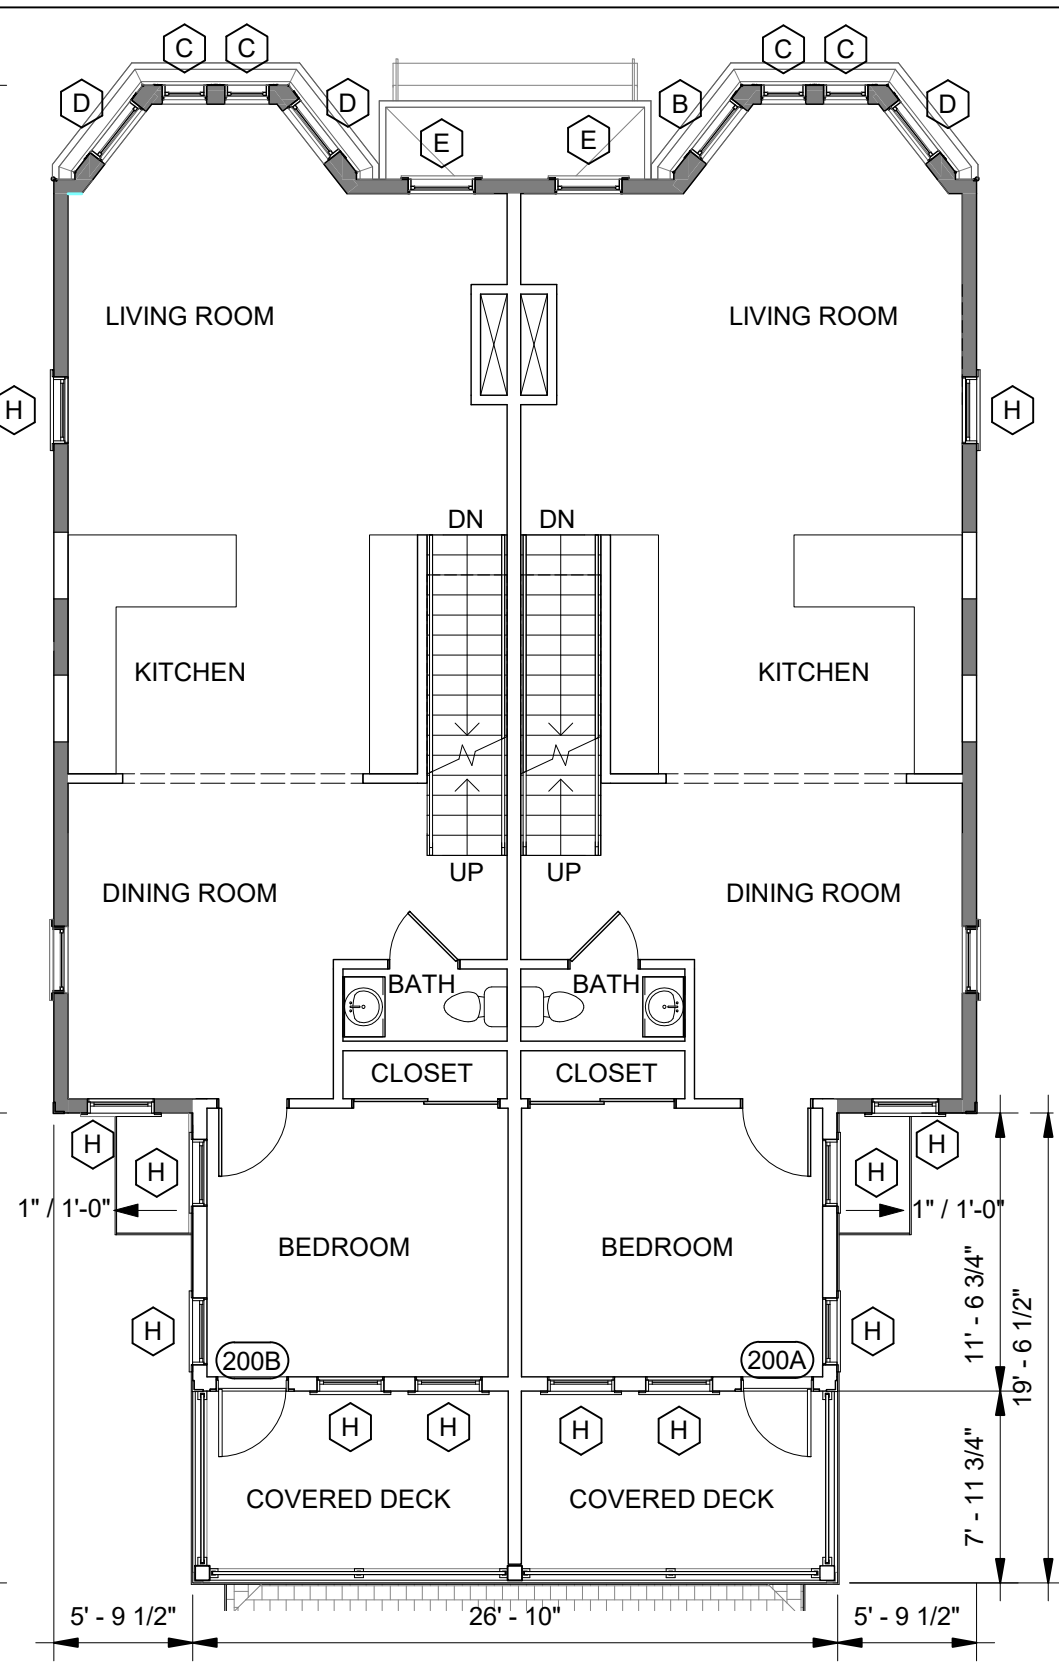 C C C C
D D B D
E E
LIVING ROOM LIVING ROOM
H H
DN DN
KITCHEN KITCHEN
UP UP
DINING ROOM DINING ROOM
BATH BATH
CLOSET CLOSET
H H H H
1" / 1'-0" 1" / 1'-0"
BEDROOM BEDROOM
11' - 6 3/4"
19' - 6 1/2"
H H
200B 200A
H H H H
7' - 11 3/4"
COVERED DECK COVERED DECK
5' - 9 1/2" 26' - 10" 5' - 9 1/2"